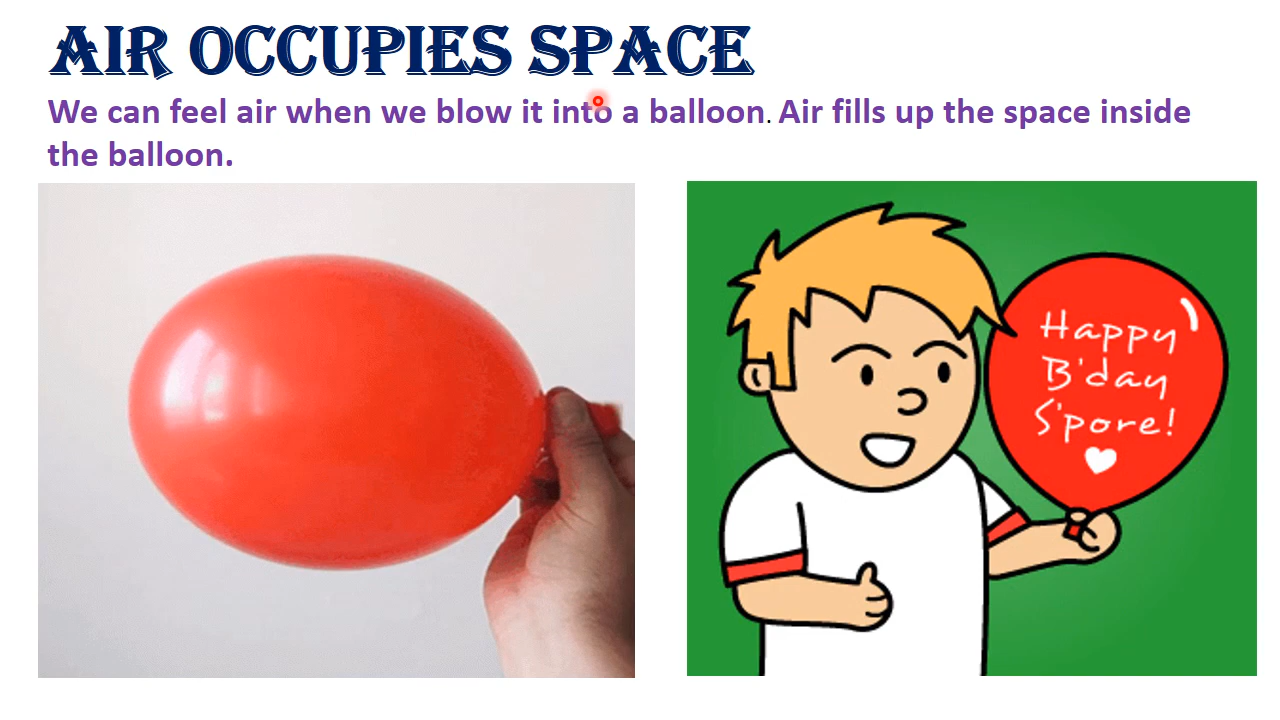 AIR OCCUPIES SPACE
We can feel air when we blow it into a balloon. Air fills up the space inside
the balloon.
Happy
B'day
S'pore!